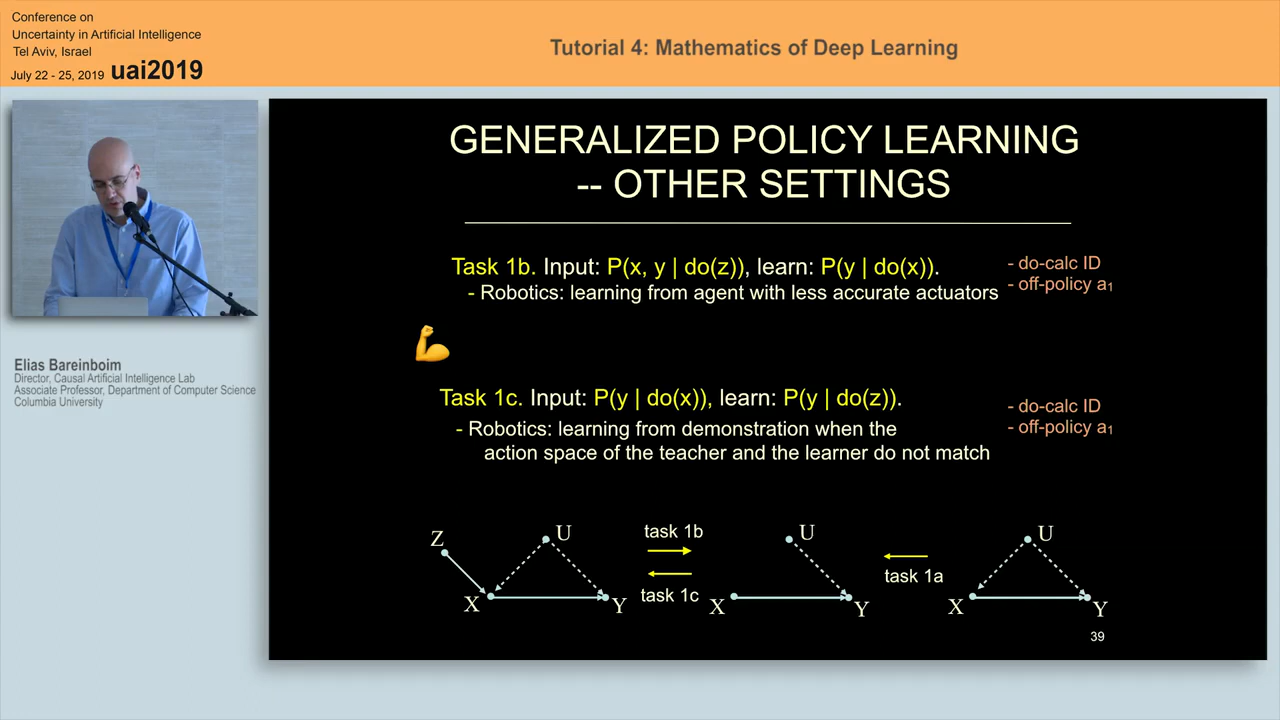 Conference on
Uncertainty in Artificial Intelligence
Tel Aviv, Israel
July 22 - 25, 2019 uai2019
Tutorial 4: Mathematics of Deep Learning
Elias Bareinboim
Director, Causal Artificial Intelligence Lab
Associate Professor, Department of Computer Science
Columbia University
GENERALIZED POLICY LEARNING
-- OTHER SETTINGS
Task 1b. Input: P(x, y | do(z)), learn: P(y | do(x)).
- Robotics: learning from agent with less accurate actuators
- do-calc ID
- off-policy a₁
Task 1c. Input: P(y | do(x)), learn: P(y | do(z)).
- Robotics: learning from demonstration when the
action space of the teacher and the learner do not match
- do-calc ID
- off-policy a₁
Z
U
X
Y
task 1b
task 1c
U
X
Y
task 1a
U
X
Y
39